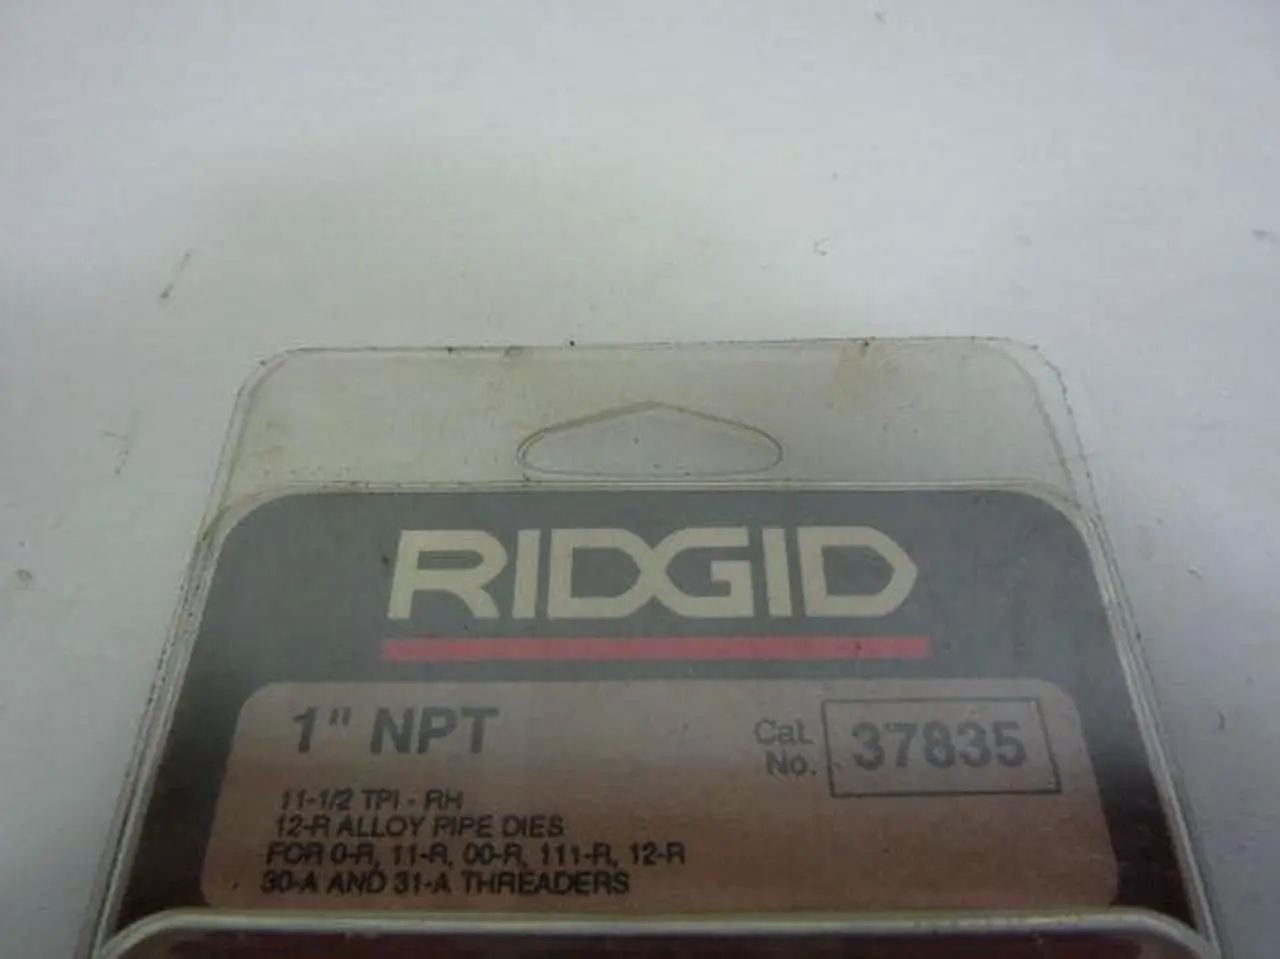 RIDGID
1" NPT
Cat. No. 37835
11-1/2 TPI - RH
12-R ALLOY PIPE DIES
FOR 0-R, 11-R, 00-R, 111-R, 12-R
30-A AND 31-A THREADERS